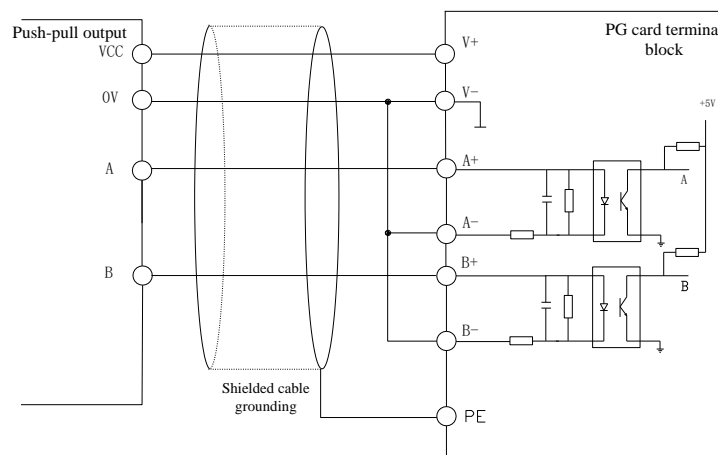 Push-pull output
PG card termina
block
VCC
V+
0V
V-
+5V
A
A+
A
A-
B
B+
B
B-
Shielded cable
grounding
PE